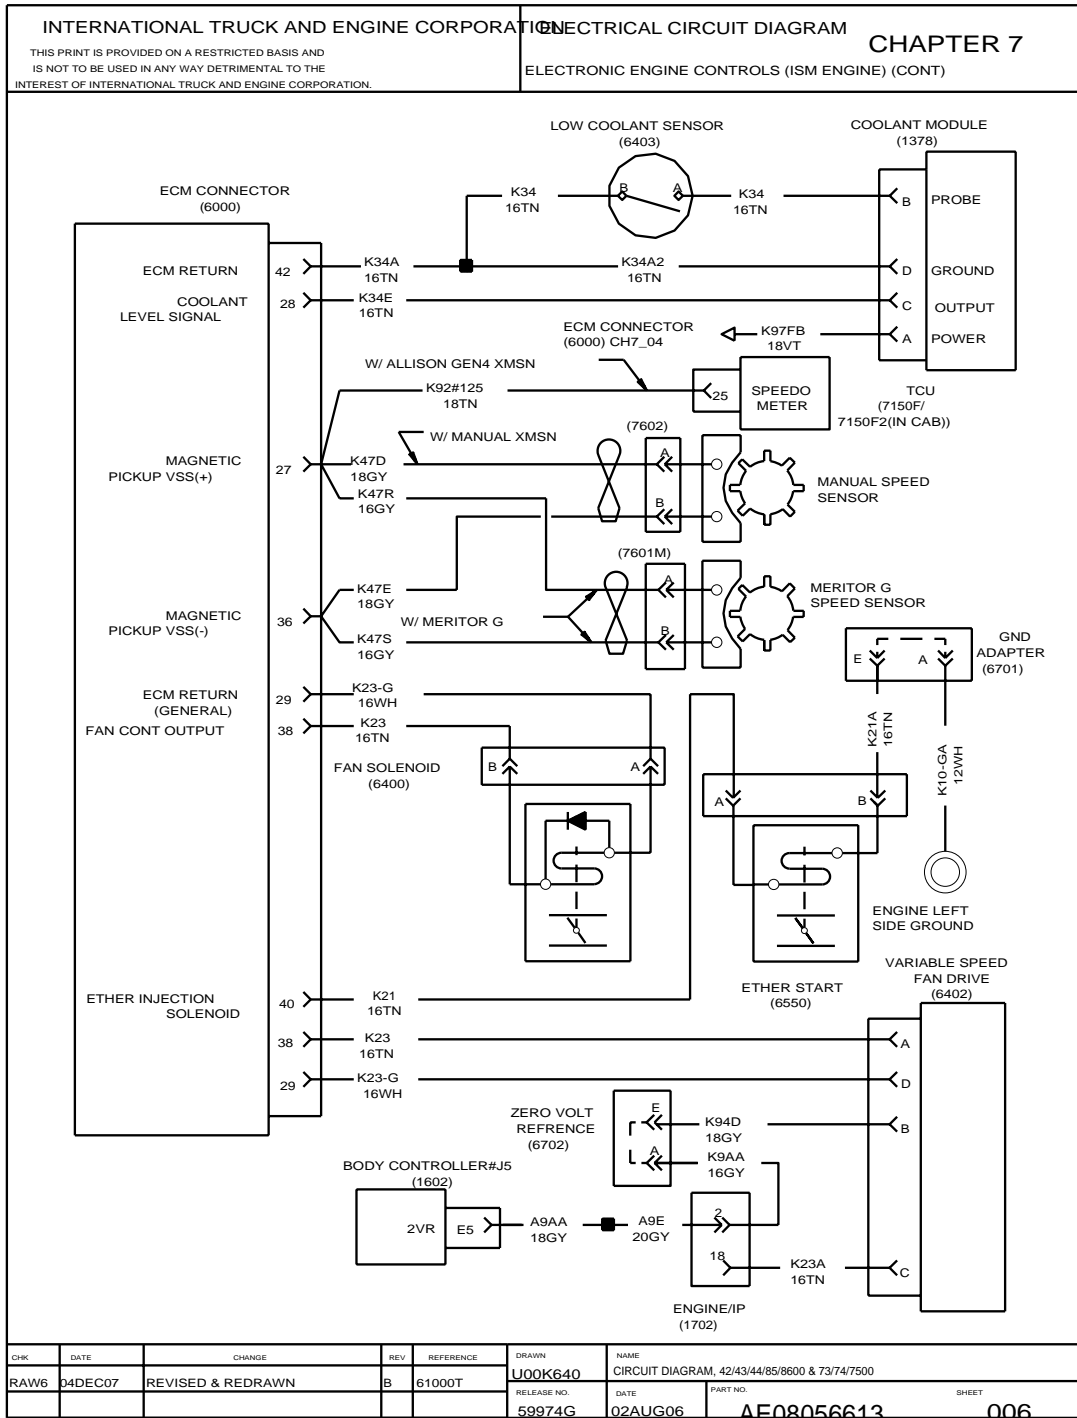 INTERNATIONAL TRUCK AND ENGINE CORPORATION
THIS PRINT IS PROVIDED ON A RESTRICTED BASIS AND
IS NOT TO BE USED IN ANY WAY DETRIMENTAL TO THE
INTEREST OF INTERNATIONAL TRUCK AND ENGINE CORPORATION.
ELECTRICAL CIRCUIT DIAGRAM
CHAPTER 7
ELECTRONIC ENGINE CONTROLS (ISM ENGINE) (CONT)
LOW COOLANT SENSOR
(6403)
COOLANT MODULE
(1378)
ECM CONNECTOR
(6000)
K34
16TN
B
A
K34
16TN
B
PROBE
ECM RETURN
42
K34A
16TN
K34A2
16TN
D
GROUND
COOLANT
LEVEL SIGNAL
28
K34E
16TN
C
OUTPUT
ECM CONNECTOR
(6000) CH7_04
K97FB
18VT
A
POWER
W/ ALLISON GEN4 XMSN
K92#125
18TN
25
SPEEDO
METER
TCU
(7150F/
7150F2(IN CAB))
W/ MANUAL XMSN
(7602)
MAGNETIC
PICKUP VSS(+)
27
K47D
18GY
A
K47R
16GY
B
MANUAL SPEED
SENSOR
(7601M)
MAGNETIC
PICKUP VSS(-)
36
K47E
18GY
A
W/ MERITOR G
K47S
16GY
B
MERITOR G
SPEED SENSOR
GND
ADAPTER
(6701)
E
A
ECM RETURN
(GENERAL)
29
K23-G
16WH
FAN CONT OUTPUT
38
K23
16TN
K21A
16TN
K10-GA
12WH
FAN SOLENOID
(6400)
B
A
A
B
ENGINE LEFT
SIDE GROUND
ETHER START
(6550)
VARIABLE SPEED
FAN DRIVE
(6402)
ETHER INJECTION
SOLENOID
40
K21
16TN
38
K23
16TN
A
29
K23-G
16WH
D
ZERO VOLT
REFRENCE
(6702)
E
K94D
18GY
B
A
K9AA
16GY
BODY CONTROLLER#J5
(1602)
2VR
E5
A9AA
18GY
A9E
20GY
2
18
K23A
16TN
C
ENGINE/IP
(1702)
CHK
DATE
CHANGE
REV
REFERENCE
DRAWN
NAME
RAW6
04DEC07
REVISED & REDRAWN
B
61000T
U00K640
CIRCUIT DIAGRAM, 42/43/44/85/8600 & 73/74/7500
RELEASE NO.
DATE
PART NO.
SHEET
59974G
02AUG06
AE08056613
006